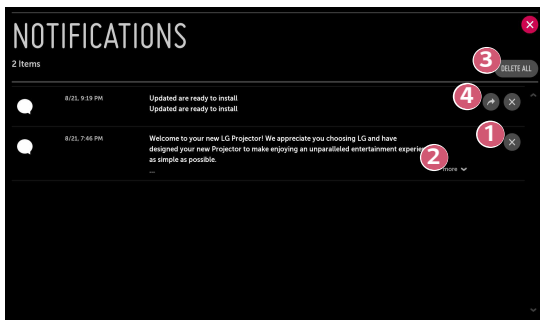 NOTIFICATIONS
2 Items
3
DELETE ALL
4
8/21, 9:19 PM
Updated are ready to install
Updated are ready to install
1
8/21, 7:46 PM
Welcome to your new LG Projector! We appreciate you choosing LG and have
designed your new Projector to make enjoying an unparalleled entertainment
as simple as possible.
2
...
more